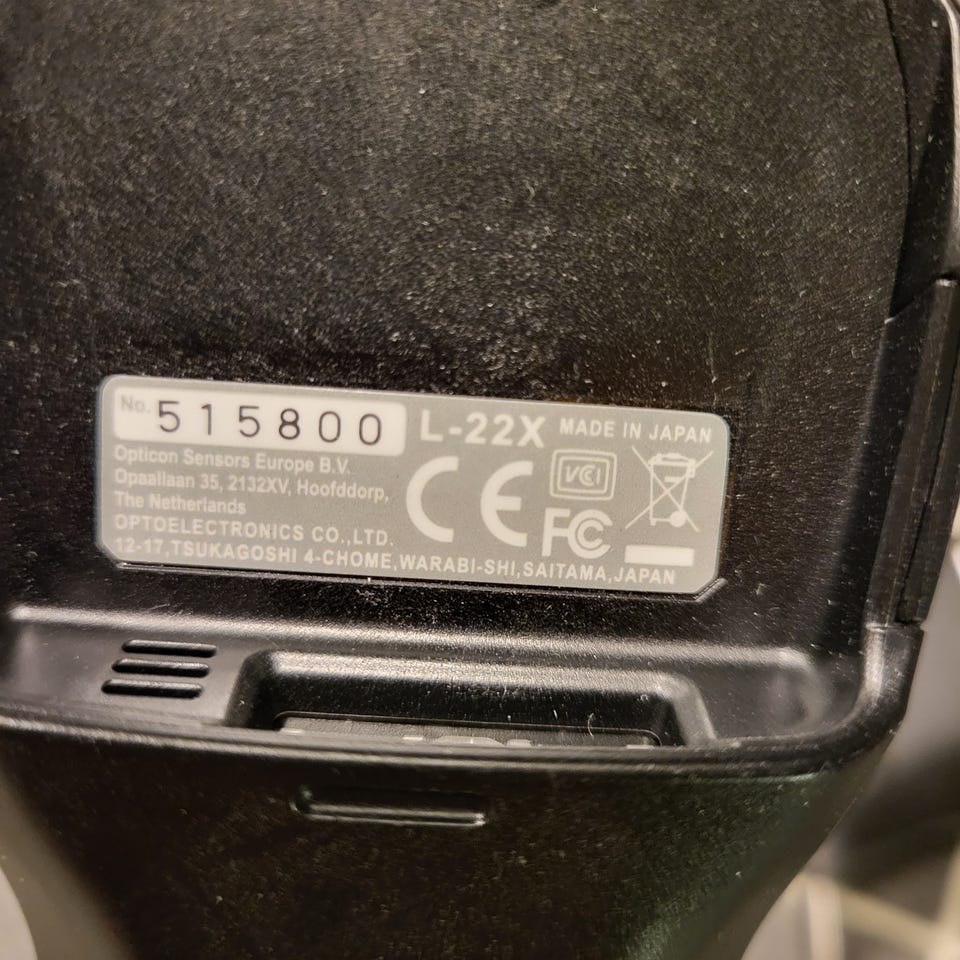 No. 515800 L-22X MADE IN JAPAN
Opticon Sensors Europe B.V.
Opaallaan 35, 2132XV, Hoofddorp,
The Netherlands
CE VCCI FC
OPTOELECTRONICS CO.,LTD.
12-17,TSUKAGOSHI 4-CHOME,WARABI-SHI,SAITAMA,JAPAN